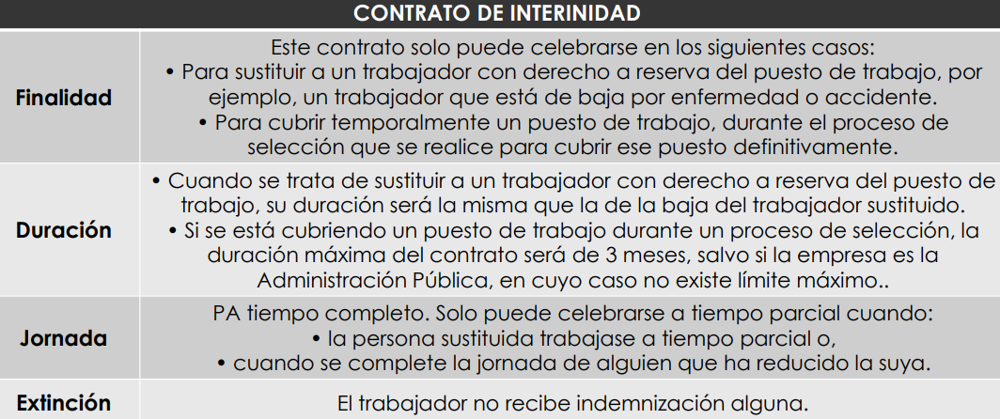 CONTRATO DE INTERINIDAD
Finalidad
Este contrato solo puede celebrarse en los siguientes casos:
• Para sustituir a un trabajador con derecho a reserva del puesto de trabajo, por
ejemplo, un trabajador que está de baja por enfermedad o accidente.
• Para cubrir temporalmente un puesto de trabajo, durante el proceso de
selección que se realice para cubrir ese puesto definitivamente.
Duración
• Cuando se trata de sustituir a un trabajador con derecho a reserva del puesto de
trabajo, su duración será la misma que la de la baja del trabajador sustituido.
• Si se está cubriendo un puesto de trabajo durante un proceso de selección, la
duración máxima del contrato será de 3 meses, salvo si la empresa es la
Administración Pública, en cuyo caso no existe límite máximo..
Jornada
PA tiempo completo. Solo puede celebrarse a tiempo parcial cuando:
• la persona sustituida trabajase a tiempo parcial o,
• cuando se complete la jornada de alguien que ha reducido la suya.
Extinción
El trabajador no recibe indemnización alguna.